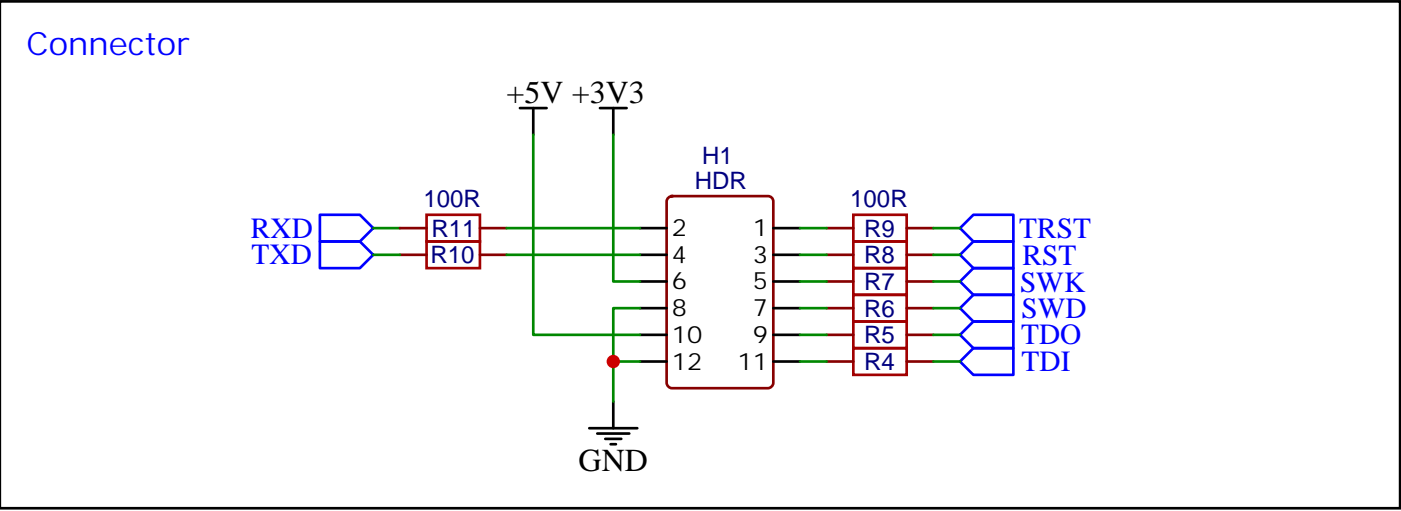 Connector
+5V +3V3
H1
HDR
100R 100R
RXD R11 2 1 R9 TRST
TXD R10 4 3 R8 RST
6 5 R7 SWK
8 7 R6 SWD
10 9 R5 TDO
12 11 R4 TDI
GND